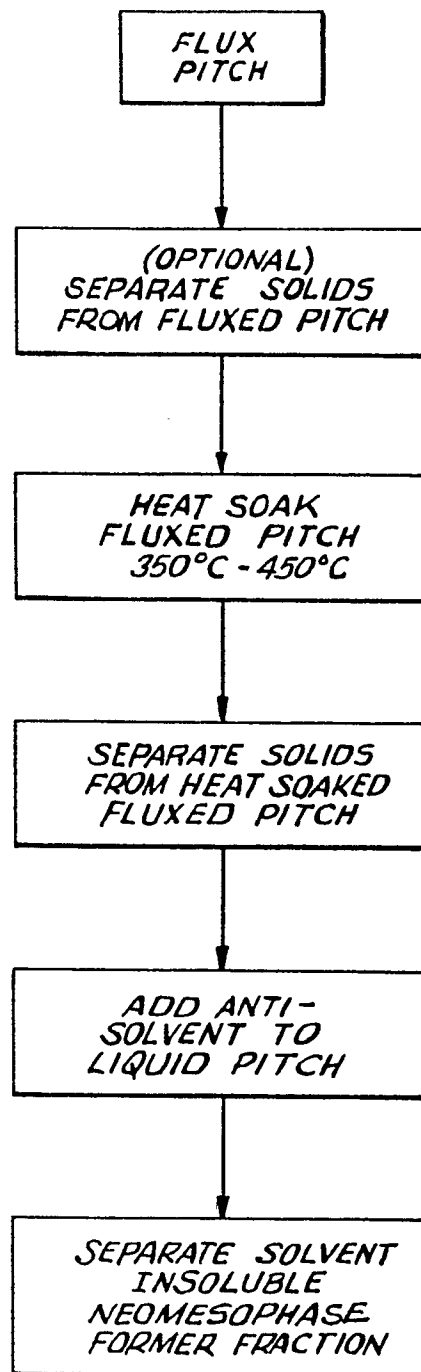 FLUX
PITCH
(OPTIONAL)
SEPARATE SOLIDS
FROM FLUXED PITCH
HEAT SOAK
FLUXED PITCH
350°C - 450°C
SEPARATE SOLIDS
FROM HEAT SOAKED
FLUXED PITCH
ADD ANTI-
SOLVENT TO
LIQUID PITCH
SEPARATE SOLVENT
INSOLUBLE
NEOMESOPHASE
FORMER FRACTION